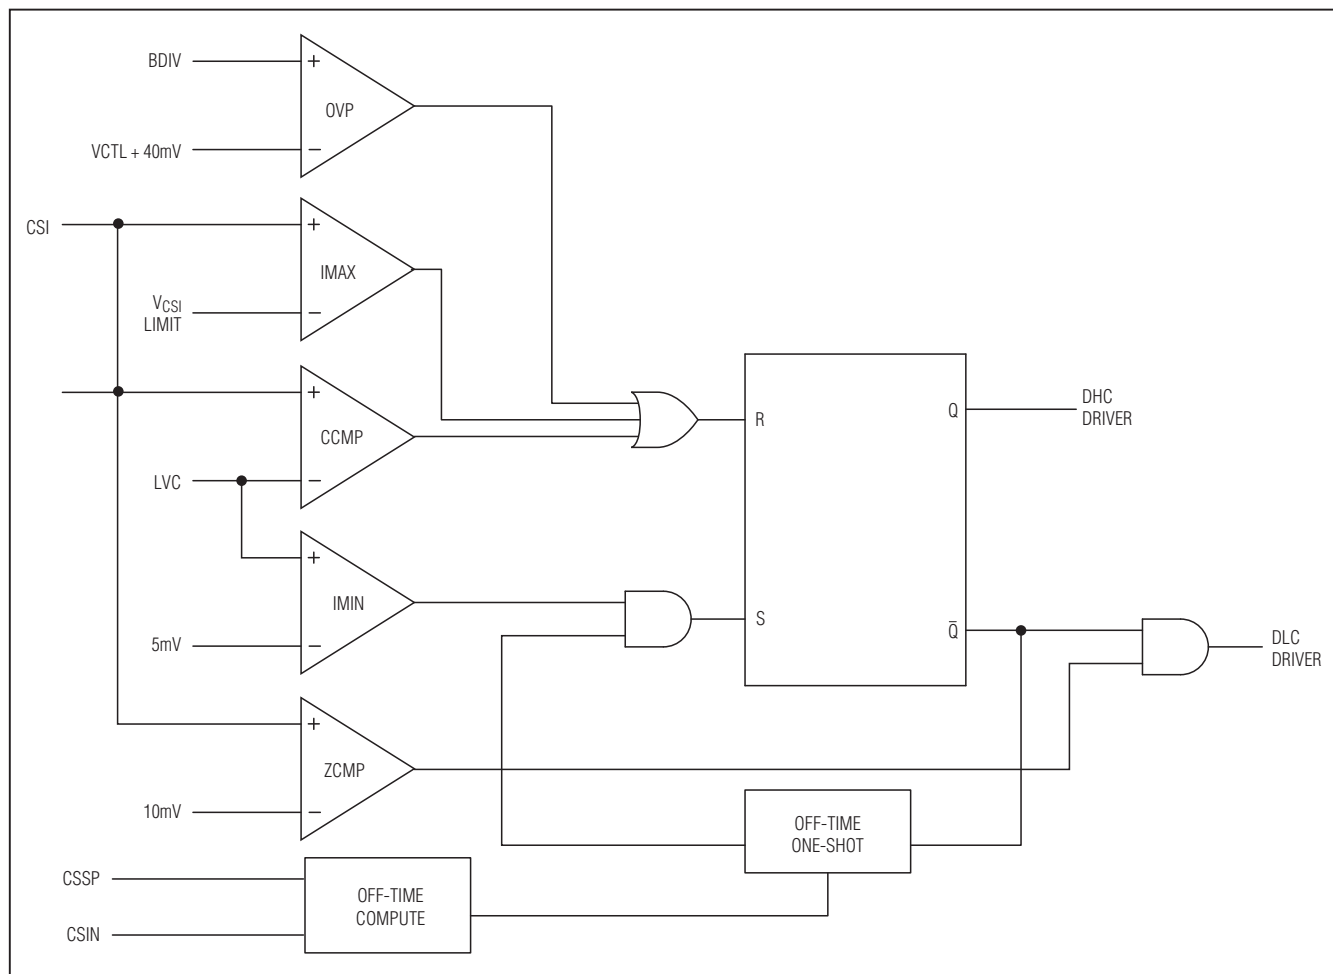 BDIV
+
OVP
VCTL + 40mV
−
CSI
+
IMAX
VCSI
LIMIT
−
+
CCMP
LVC
−
R
Q
DHC
DRIVER
+
IMIN
5mV
−
S
Q̅
DLC
DRIVER
+
ZCMP
10mV
−
OFF-TIME
ONE-SHOT
CSSP
OFF-TIME
COMPUTE
CSIN